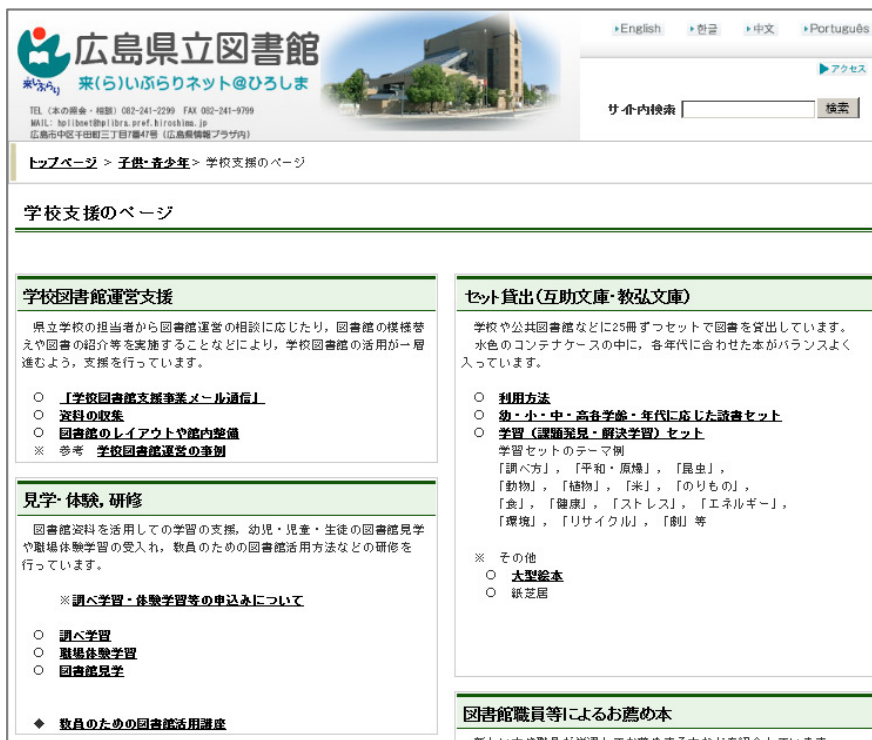 広島県立図書館
来(ら)いぶらりネット@ひろしま
TEL（本の照会・相談）082-241-2299 FAX 082-241-9799
MAIL: hplibnet@hplibra.pref.hiroshima.jp
広島市中区千田町三丁目7番47号（広島県情報プラザ内）
English 한글 中文 Português
アクセス
サイト内検索 検索
トップページ > 子供・青少年> 学校支援のページ
学校支援のページ
学校図書館運営支援
県立学校の担当者から図書館運営の相談に応じたり，図書館の模様替
えや図書の紹介等を実施することなどにより，学校図書館の活用が一層
進むよう，支援を行っています。
○ 「学校図書館支援事業メール通信」
○ 資料の収集
○ 図書館のレイアウトや館内整備
※ 参考 学校図書館運営の事例
見学・体験，研修
図書館資料を活用しての学習の支援，幼児・児童・生徒の図書館見学
や職場体験学習の受入れ，教員のための図書館活用方法などの研修を
行っています。
※調べ学習・体験学習等の申込みについて
○ 調べ学習
○ 職場体験学習
○ 図書館見学
◆ 教員のための図書館活用講座
セット貸出（互助文庫・教弘文庫）
学校や公共図書館などに25冊ずつセットで図書を貸出しています。
水色のコンテナケースの中に，各年代に合わせた本がバランスよく
入っています。
○ 利用方法
○ 幼・小・中・高各学齢・年代に応じた読書セット
○ 学習（課題発見・解決学習）セット
学習セットのテーマ例
「調べ方」，「平和・原爆」，「昆虫」，
「動物」，「植物」，「米」，「のりもの」，
「食」，「健康」，「ストレス」，「エネルギー」，
「環境」，「リサイクル」，「劇」等
※ その他
○ 大型絵本
○ 紙芝居
図書館職員等によるお薦め本